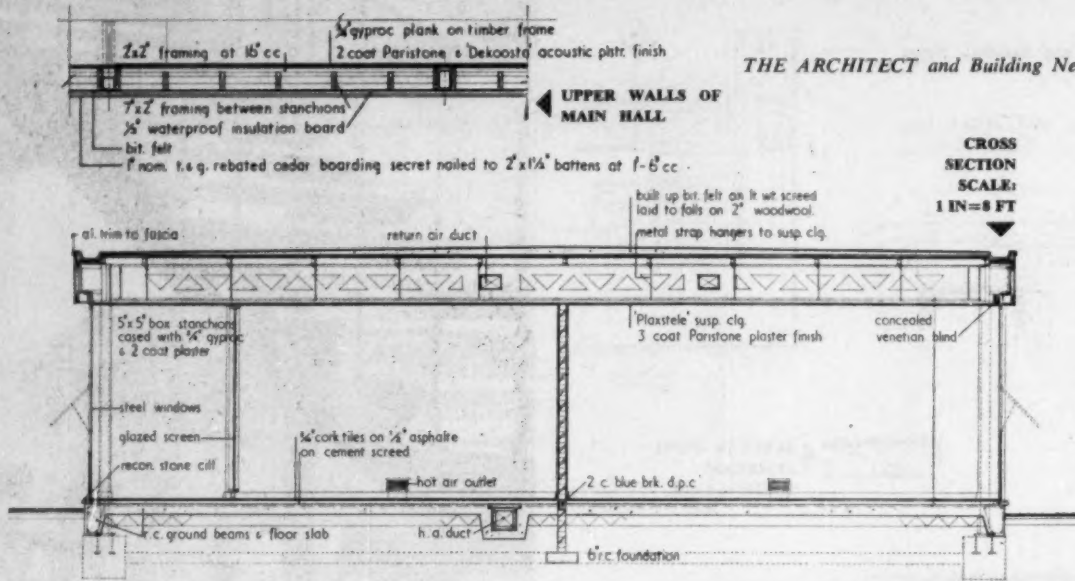 ¾" gyproc plank on timber frame
2"x2" framing at 16" cc
2 coat Paristone & 'Dekoosto' acoustic platr. finish
THE ARCHITECT and Building Ne
7"x2" framing between stanchions
½" waterproof insulation board
bit. felt
1" nom. t. & g. rebated cedar boarding secret nailed to 2"x1¼" battens at 1'-6" cc
UPPER WALLS OF
MAIN HALL
CROSS
SECTION
SCALE:
1 IN=8 FT
built up bit. felt on lt wt. screed
laid to falls on 2" woodwool.
metal strap hangers to susp. clg.
al. trim to fascia
return air duct
5"x5" box stanchions
cased with ¾" gyproc
& 2 coat plaster
'Plaxstele' susp. clg.
3 coat Paristone plaster finish
concealed
venetian blind
steel windows
glazed screen
¾" cork tiles on ⅛" asphalte
on cement screed
recon. stone cill
hot air outlet
2 c. blue brk. d.p.c
r.c. ground beams & floor slab
h.a. duct
6" r.c. foundation